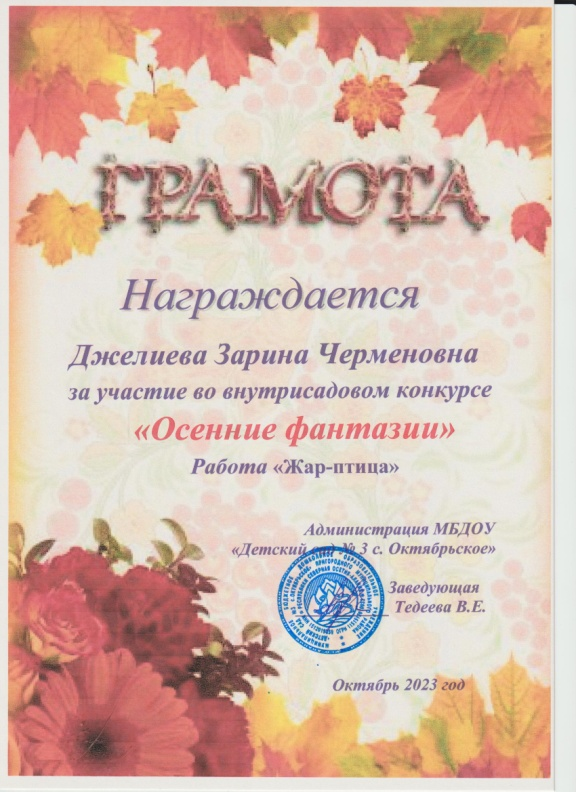 ГРАМОТА
Награждается
Джелиева Зарина Черменовна
за участие во внутрисадовом конкурсе
«Осенние фантазии»
Работа «Жар-птица»
Администрация МБДОУ
«Детский сад № 3 с. Октябрьское»
Заведующая
Тедеева В.Е.
Октябрь 2023 год